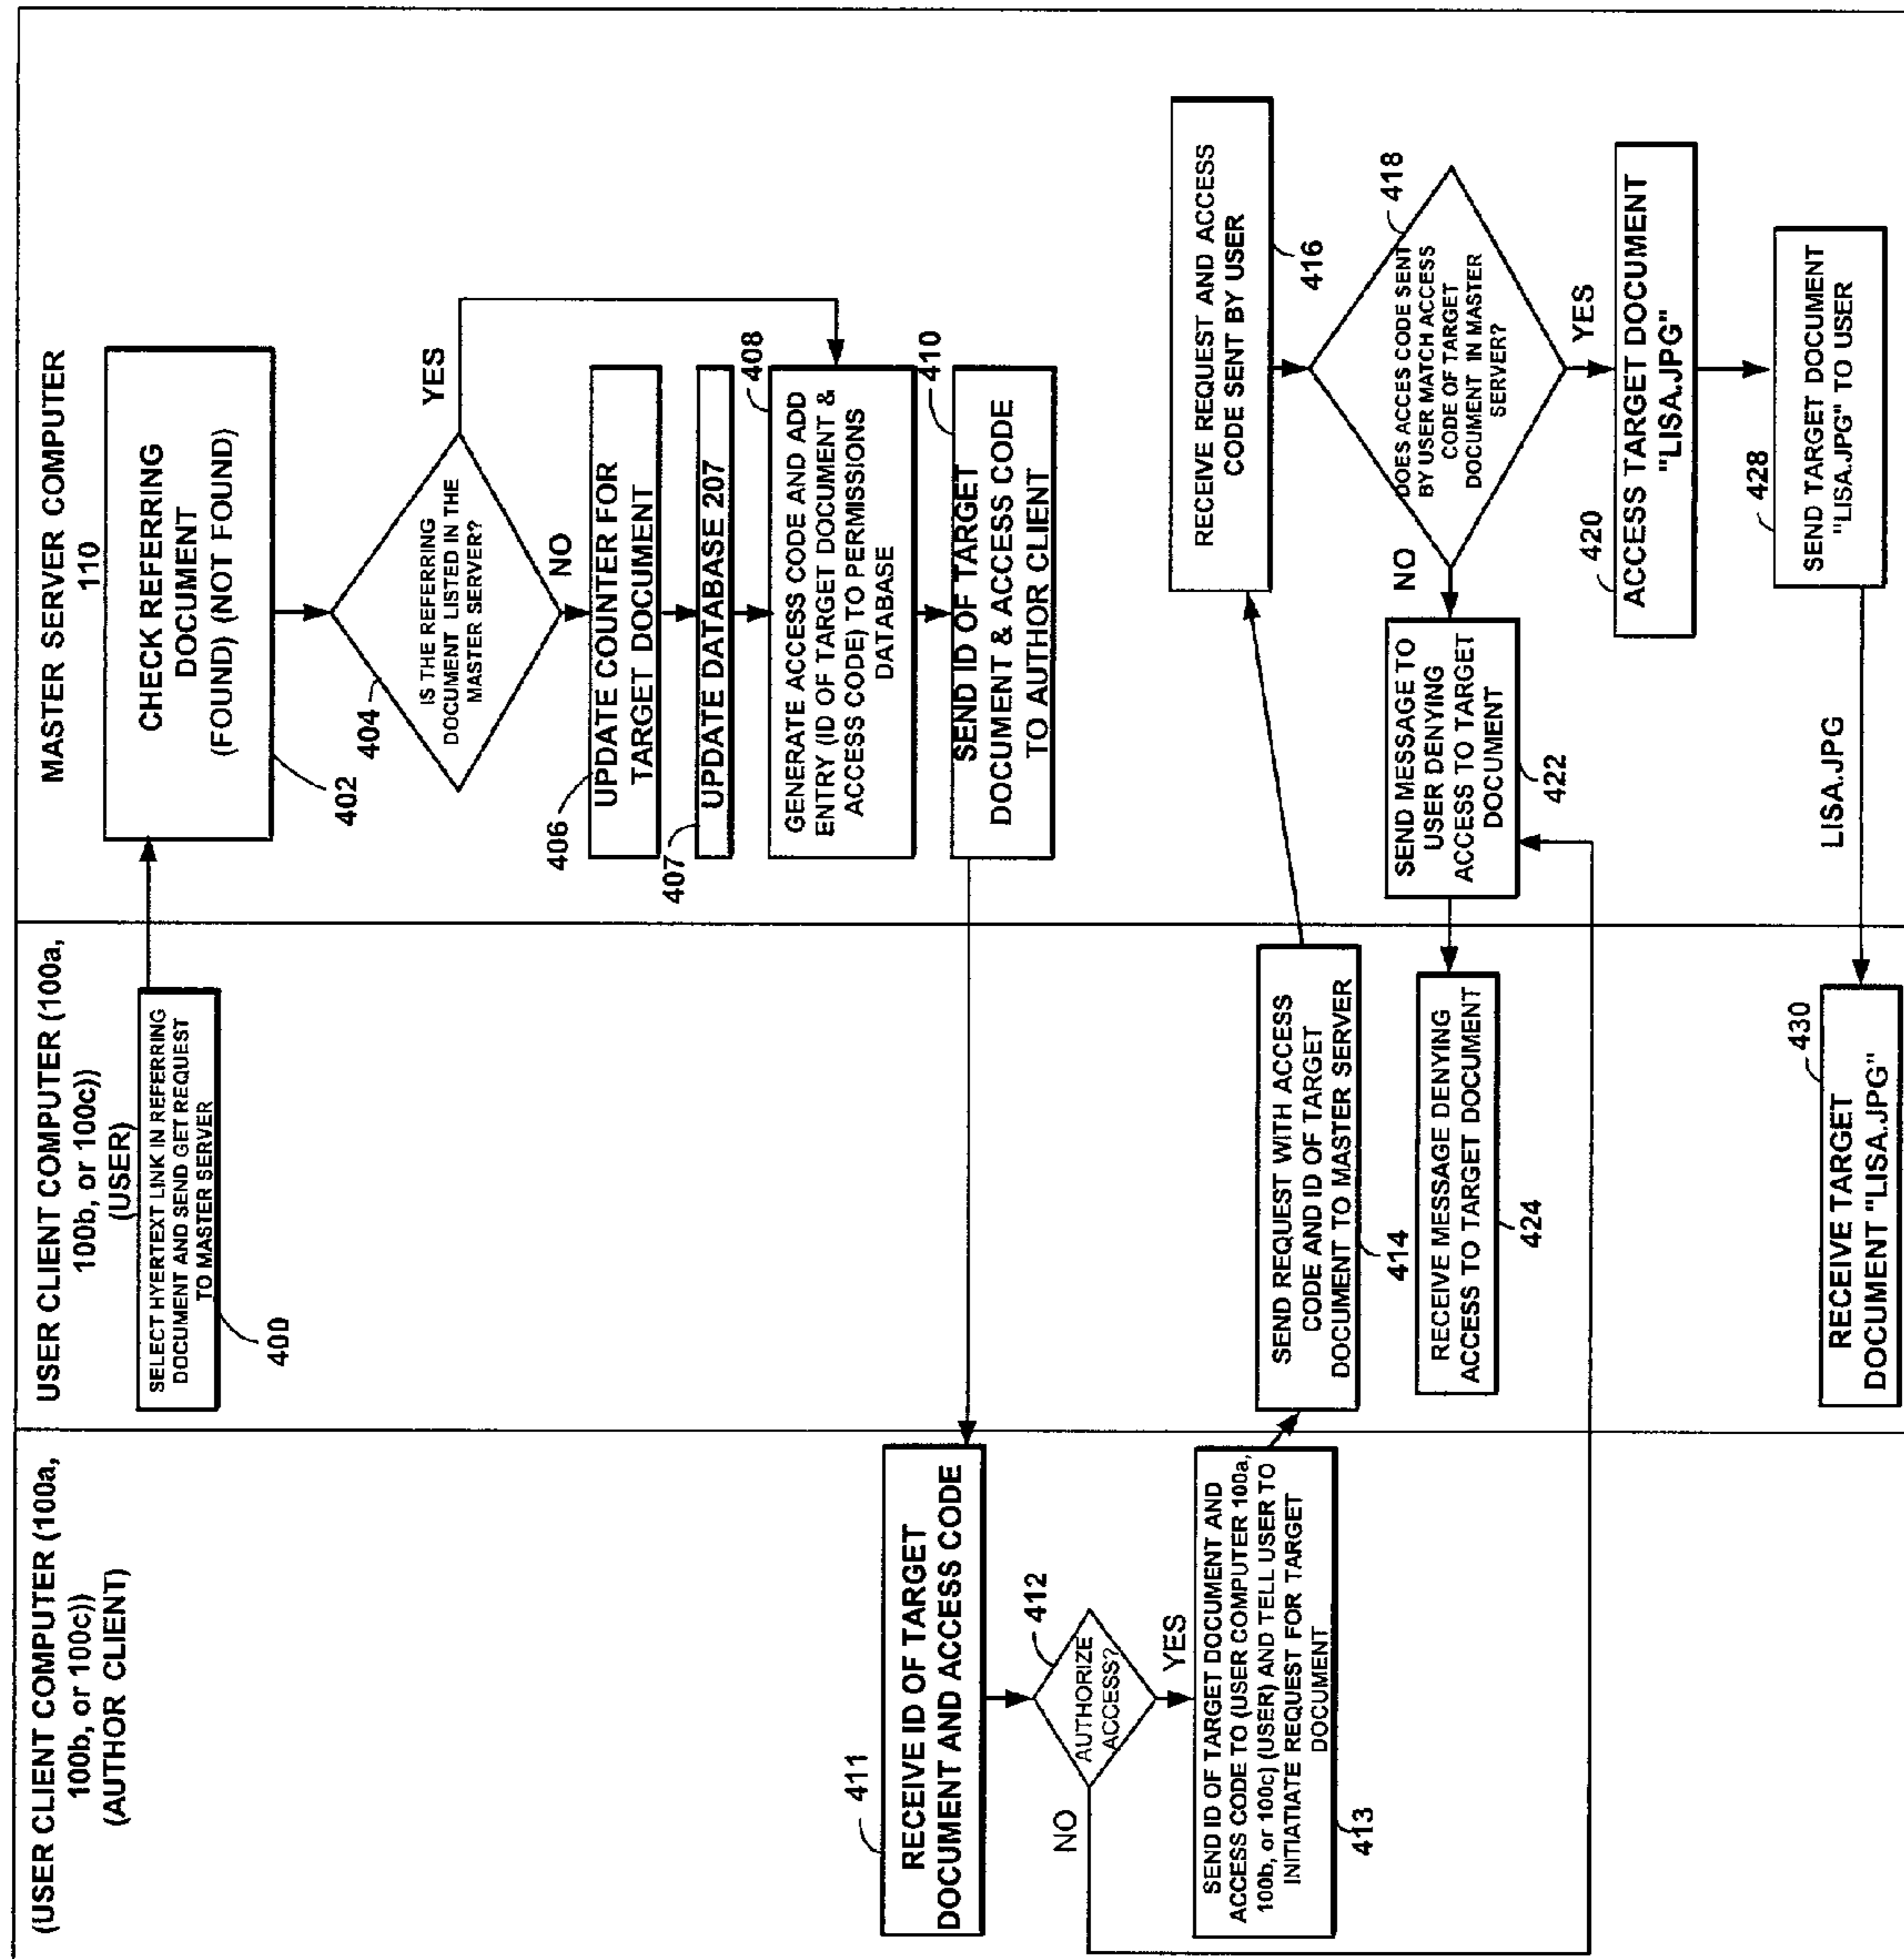 (USER CLIENT COMPUTER (100a,
100b, or 100c))
(AUTHOR CLIENT)
USER CLIENT COMPUTER (100a,
100b, or 100c))
(USER)
MASTER SERVER COMPUTER
110
SELECT HYERTEXT LINK IN REFERRING
DOCUMENT AND SEND GET REQUEST
TO MASTER SERVER
400
CHECK REFERRING
DOCUMENT
(FOUND) (NOT FOUND)
402
404
IS THE REFERRING
DOCUMENT LISTED IN THE
MASTER SERVER?
YES
NO
406
UPDATE COUNTER FOR
TARGET DOCUMENT
407
UPDATE DATABASE 207
408
GENERATE ACCESS CODE AND ADD
ENTRY (ID OF TARGET DOCUMENT &
ACCESS CODE) TO PERMISSIONS
DATABASE
410
SEND ID OF TARGET
DOCUMENT & ACCESS CODE
TO AUTHOR CLIENT
411
RECEIVE ID OF TARGET
DOCUMENT AND ACCESS CODE
412
AUTHORIZE
ACCESS?
NO
YES
SEND ID OF TARGET DOCUMENT AND
ACCESS CODE TO (USER COMPUTER 100a,
100b, or 100c) (USER) AND TELL USER TO
INITIATE REQUEST FOR TARGET
DOCUMENT
413
SEND REQUEST WITH ACCESS
CODE AND ID OF TARGET
DOCUMENT TO MASTER SERVER
414
RECEIVE REQUEST AND ACCESS
CODE SENT BY USER
416
418
DOES ACCES CODE SENT
BY USER MATCH ACCESS
CODE OF TARGET
DOCUMENT IN MASTER
SERVER?
NO
YES
SEND MESSAGE TO
USER DENYING
ACCESS TO TARGET
DOCUMENT
422
RECEIVE MESSAGE DENYING
ACCESS TO TARGET DOCUMENT
424
420
ACCESS TARGET DOCUMENT
"LISA.JPG"
428
SEND TARGET DOCUMENT
"LISA.JPG" TO USER
LISA.JPG
430
RECEIVE TARGET
DOCUMENT "LISA.JPG"